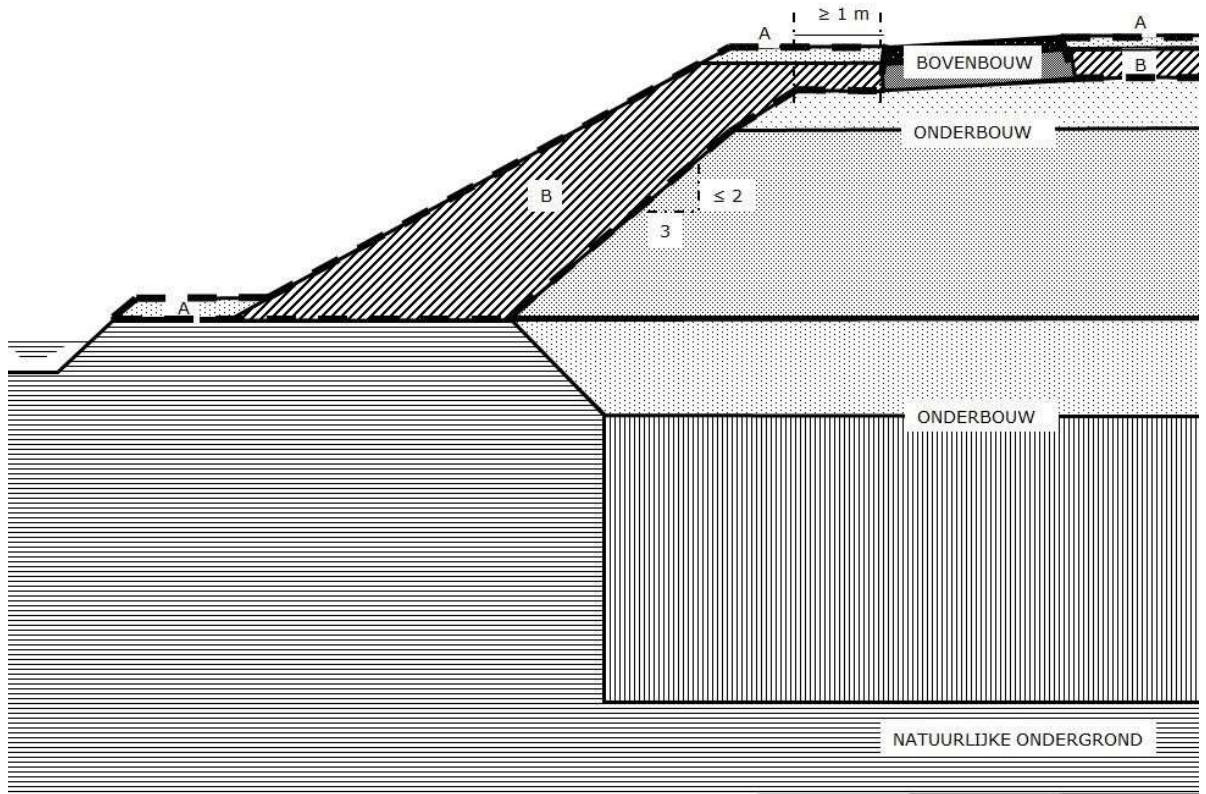 ≥ 1 m
A
A
BOVENBOUW
B
ONDERBOUW
B
≤ 2
3
A
ONDERBOUW
NATUURLIJKE ONDERGROND